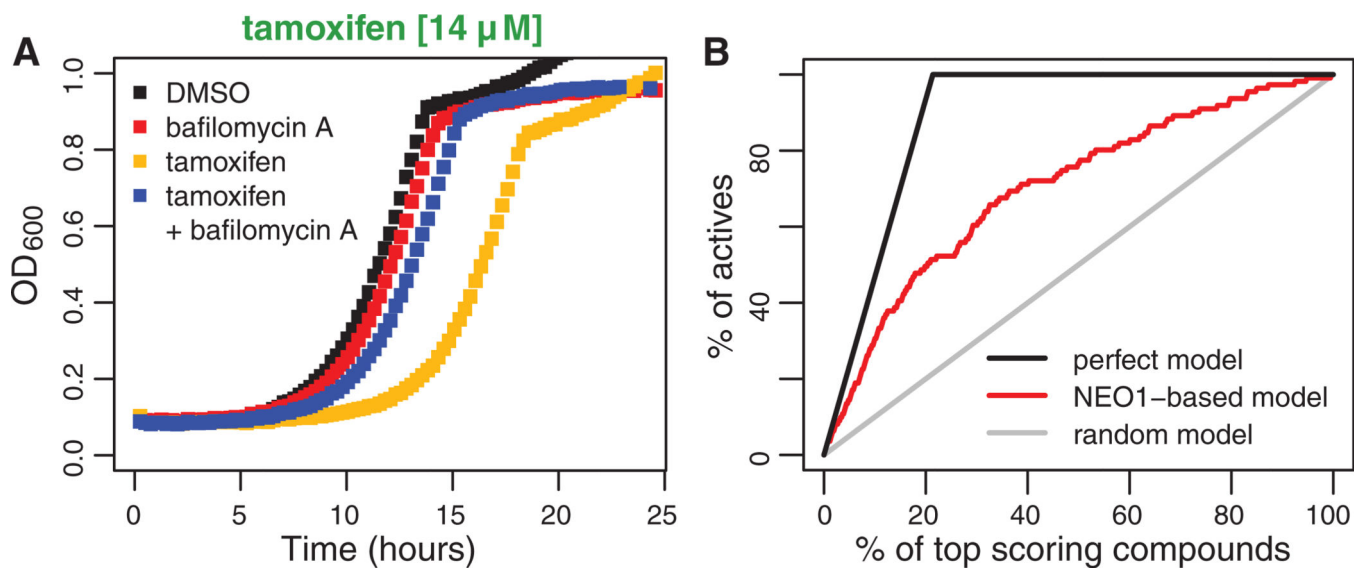 A
tamoxifen [14 µM]
DMSO
bafilomycin A
tamoxifen
tamoxifen
+ bafilomycin A
OD600
0.0
0.2
0.4
0.6
0.8
1.0
0 5 10 15 20 25
Time (hours)
B
% of actives
0
40
80
perfect model
NEO1−based model
random model
0 20 40 60 80 100
% of top scoring compounds